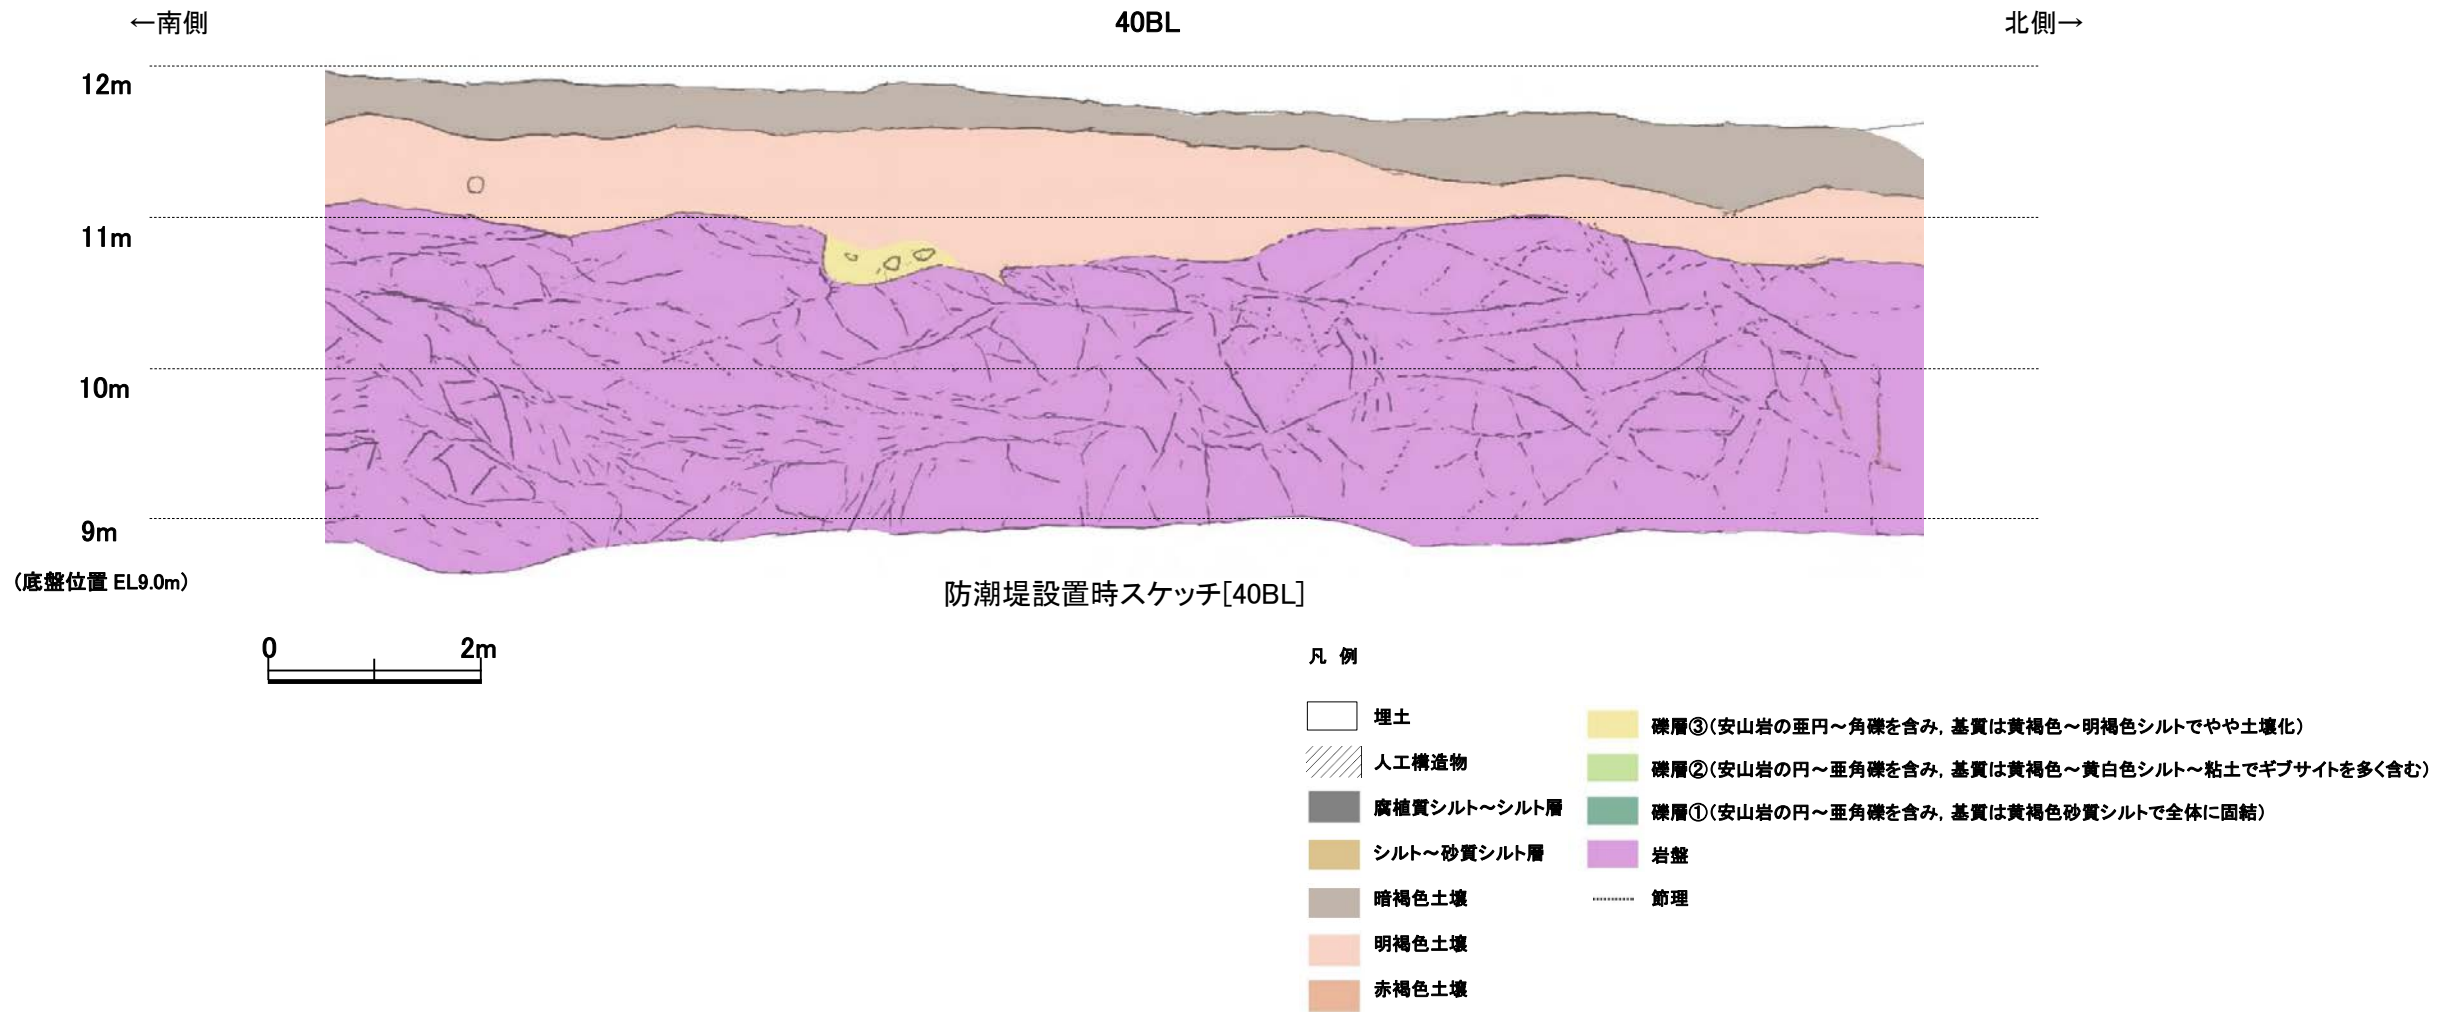 ←南側
40BL
北側→
12m
11m
10m
9m
（底盤位置 EL9.0m）
防潮堤設置時スケッチ[40BL]
0
2m
凡 例
埋土
人工構造物
腐植質シルト～シルト層
シルト～砂質シルト層
暗褐色土壌
明褐色土壌
赤褐色土壌
礫層③（安山岩の亜円～角礫を含み，基質は黄褐色～明褐色シルトでやや土壌化）
礫層②（安山岩の円～亜角礫を含み，基質は黄褐色～黄白色シルト～粘土でギブサイトを多く含む）
礫層①（安山岩の円～亜角礫を含み，基質は黄褐色砂質シルトで全体に固結）
岩盤
節理